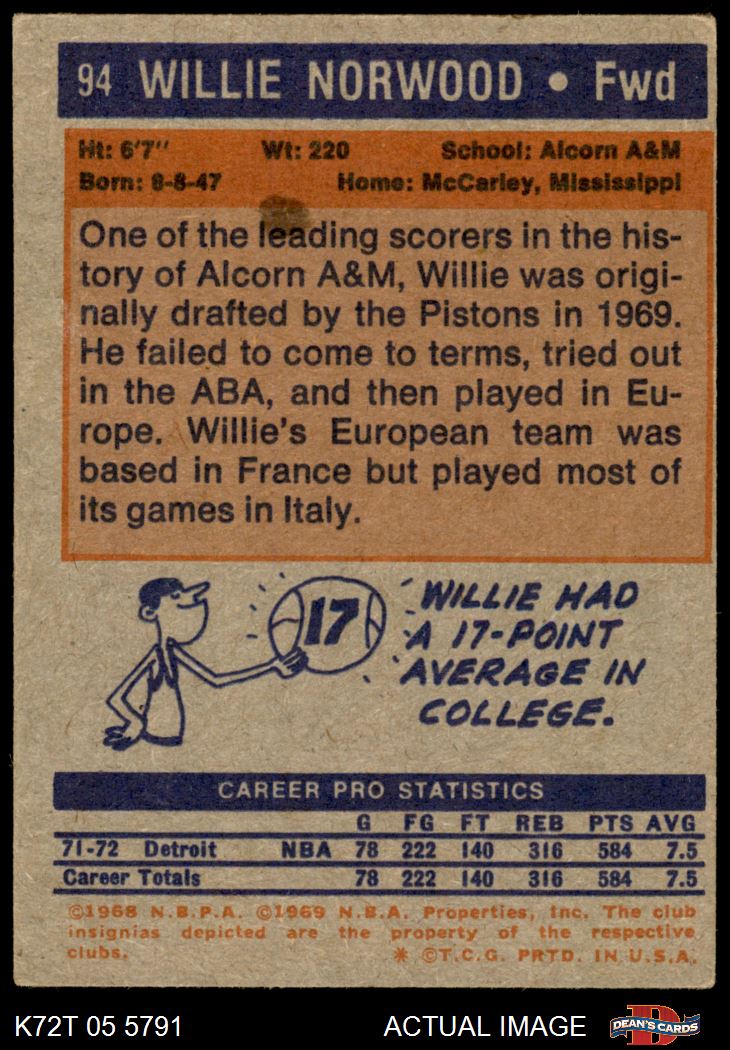 94 WILLIE NORWOOD • Fwd
Ht: 6'7" Wt: 220 School: Alcorn A&M
Born: 8-8-47 Home: McCarley, Mississippi
One of the leading scorers in the his-
tory of Alcorn A&M, Willie was origi-
nally drafted by the Pistons in 1969.
He failed to come to terms, tried out
in the ABA, and then played in Eu-
rope. Willie's European team was
based in France but played most of
its games in Italy.
17
WILLIE HAD
A 17-POINT
AVERAGE IN
COLLEGE.
CAREER PRO STATISTICS
G FG FT REB PTS AVG
71-72 Detroit NBA 78 222 140 316 584 7.5
Career Totals 78 222 140 316 584 7.5
©1968 N.B.P.A. ©1969 N.B.A. Properties, Inc. The club
insignias depicted are the property of the respective
clubs. * ©T.C.G. PRTD. IN U.S.A.
K72T 05 5791 ACTUAL IMAGE D DEAN'S CARDS